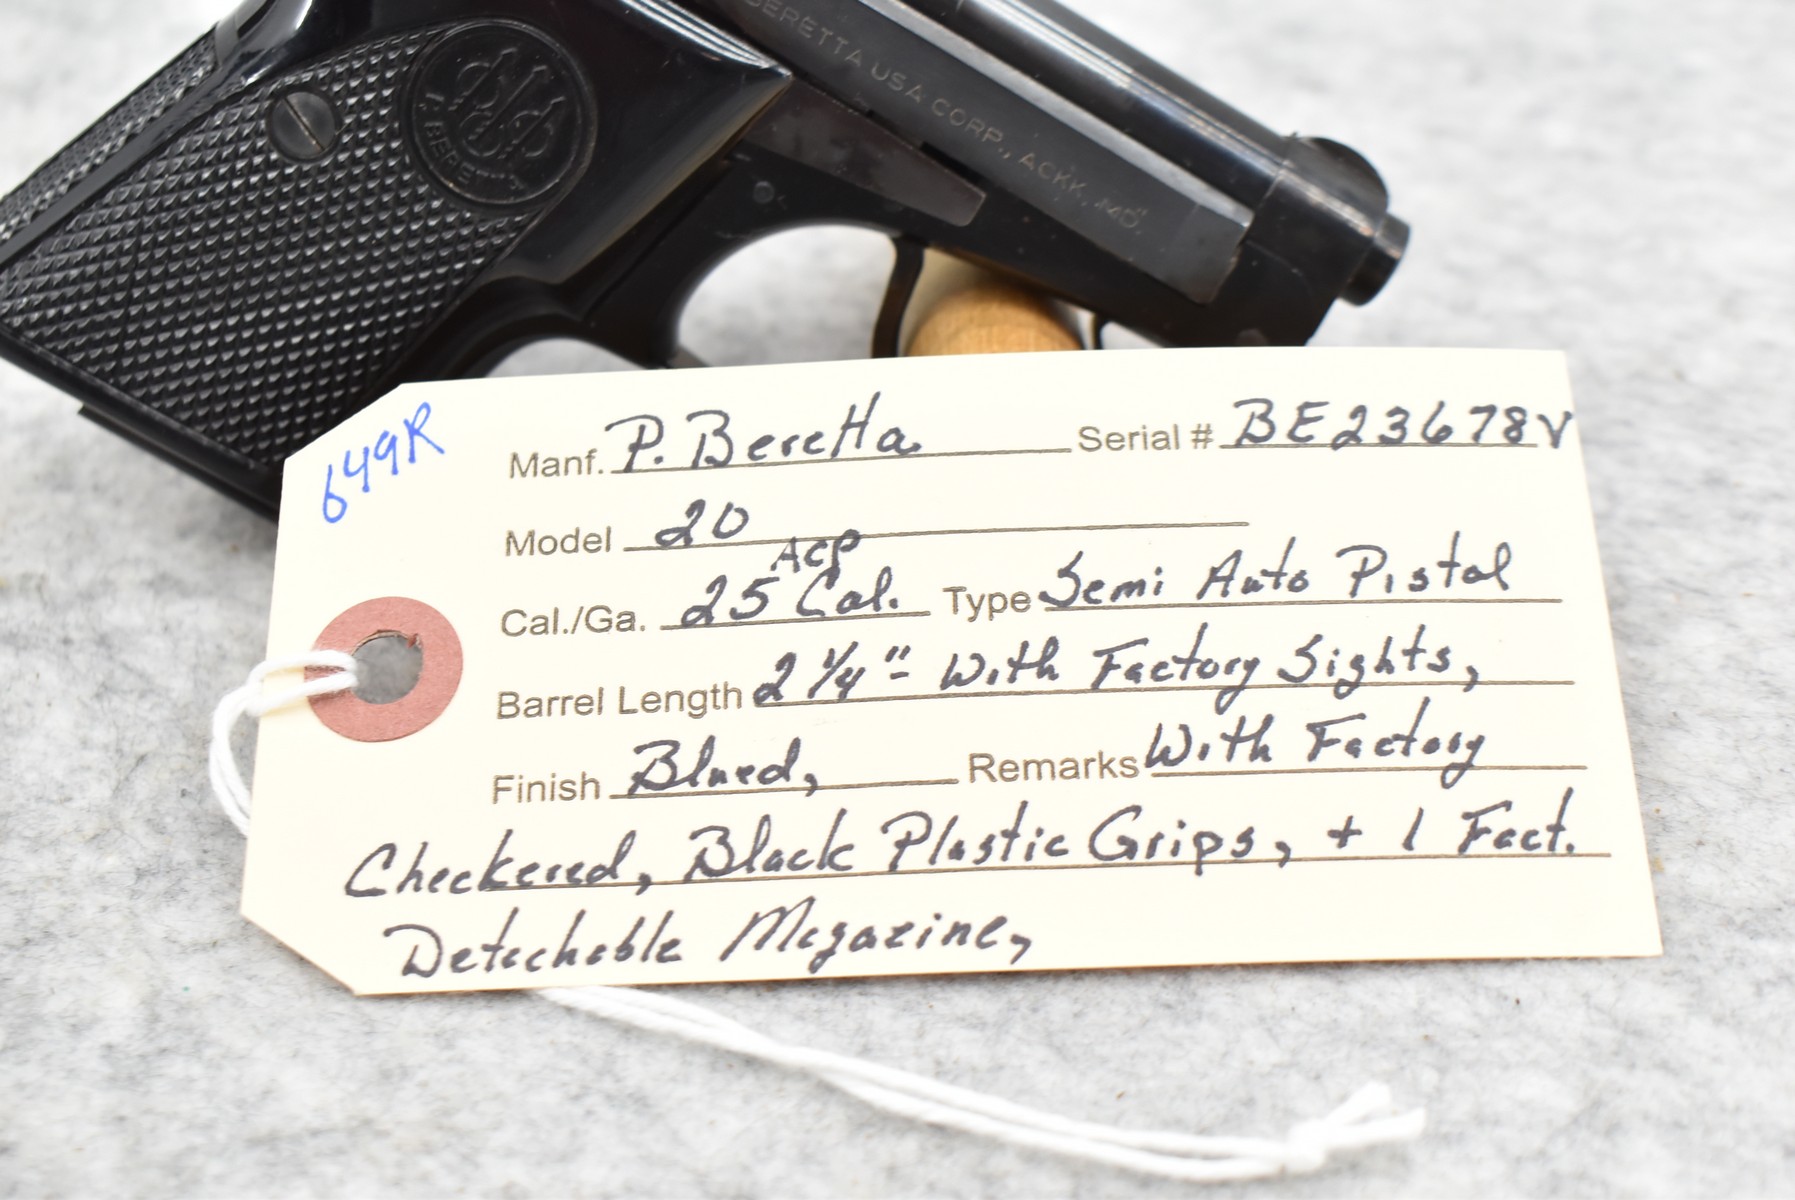 P. BERETTA
BERETTA USA CORP., ACKK, MD.
649R
Manf. P. Beretta Serial # BE23678V
Model 20
ACP
Cal./Ga. 25 Cal. Type Semi Auto Pistol
Barrel Length 2 1/4" With Factory Sights,
Finish Blued, Remarks With Factory
Checkered, Black Plastic Grips, + 1 Fact.
Detachable Magazine,